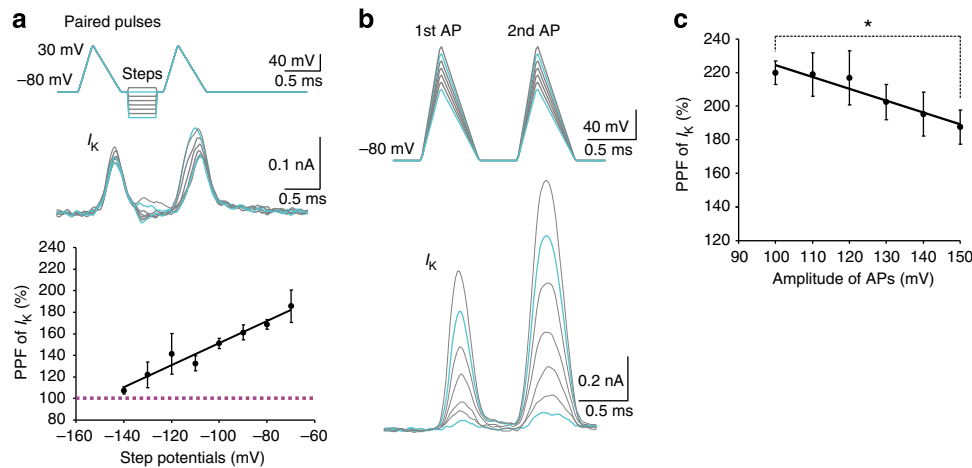 a
Paired pulses
30 mV
–80 mV
Steps
40 mV
0.5 ms
IK
0.1 nA
0.5 ms
PPF of IK (%)
240
220
200
180
160
140
120
100
80
–160 –140 –120 –100 –80 –60
Step potentials (mV)
b
1st AP 2nd AP
–80 mV
40 mV
0.5 ms
IK
0.2 nA
0.5 ms
c
*
PPF of IK (%)
240
220
200
180
160
140
120
90 100 110 120 130 140 150
Amplitude of APs (mV)